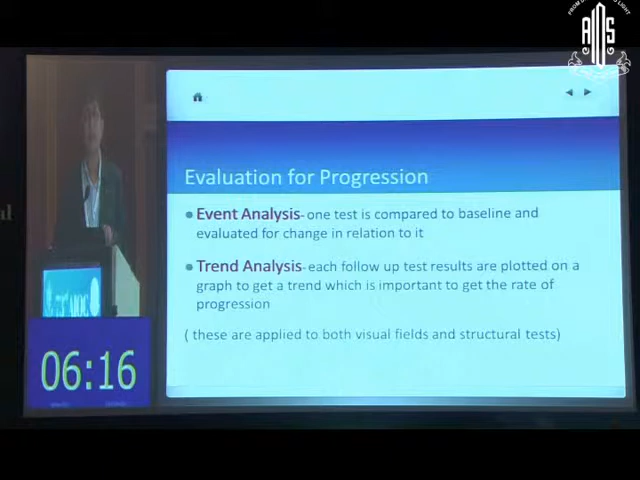 AIOS
al
Evaluation for Progression
Event Analysis- one test is compared to baseline and
evaluated for change in relation to it
Trend Analysis- each follow up test results are plotted on a
graph to get a trend which is important to get the rate of
progression
( these are applied to both visual fields and structural tests)
06:16